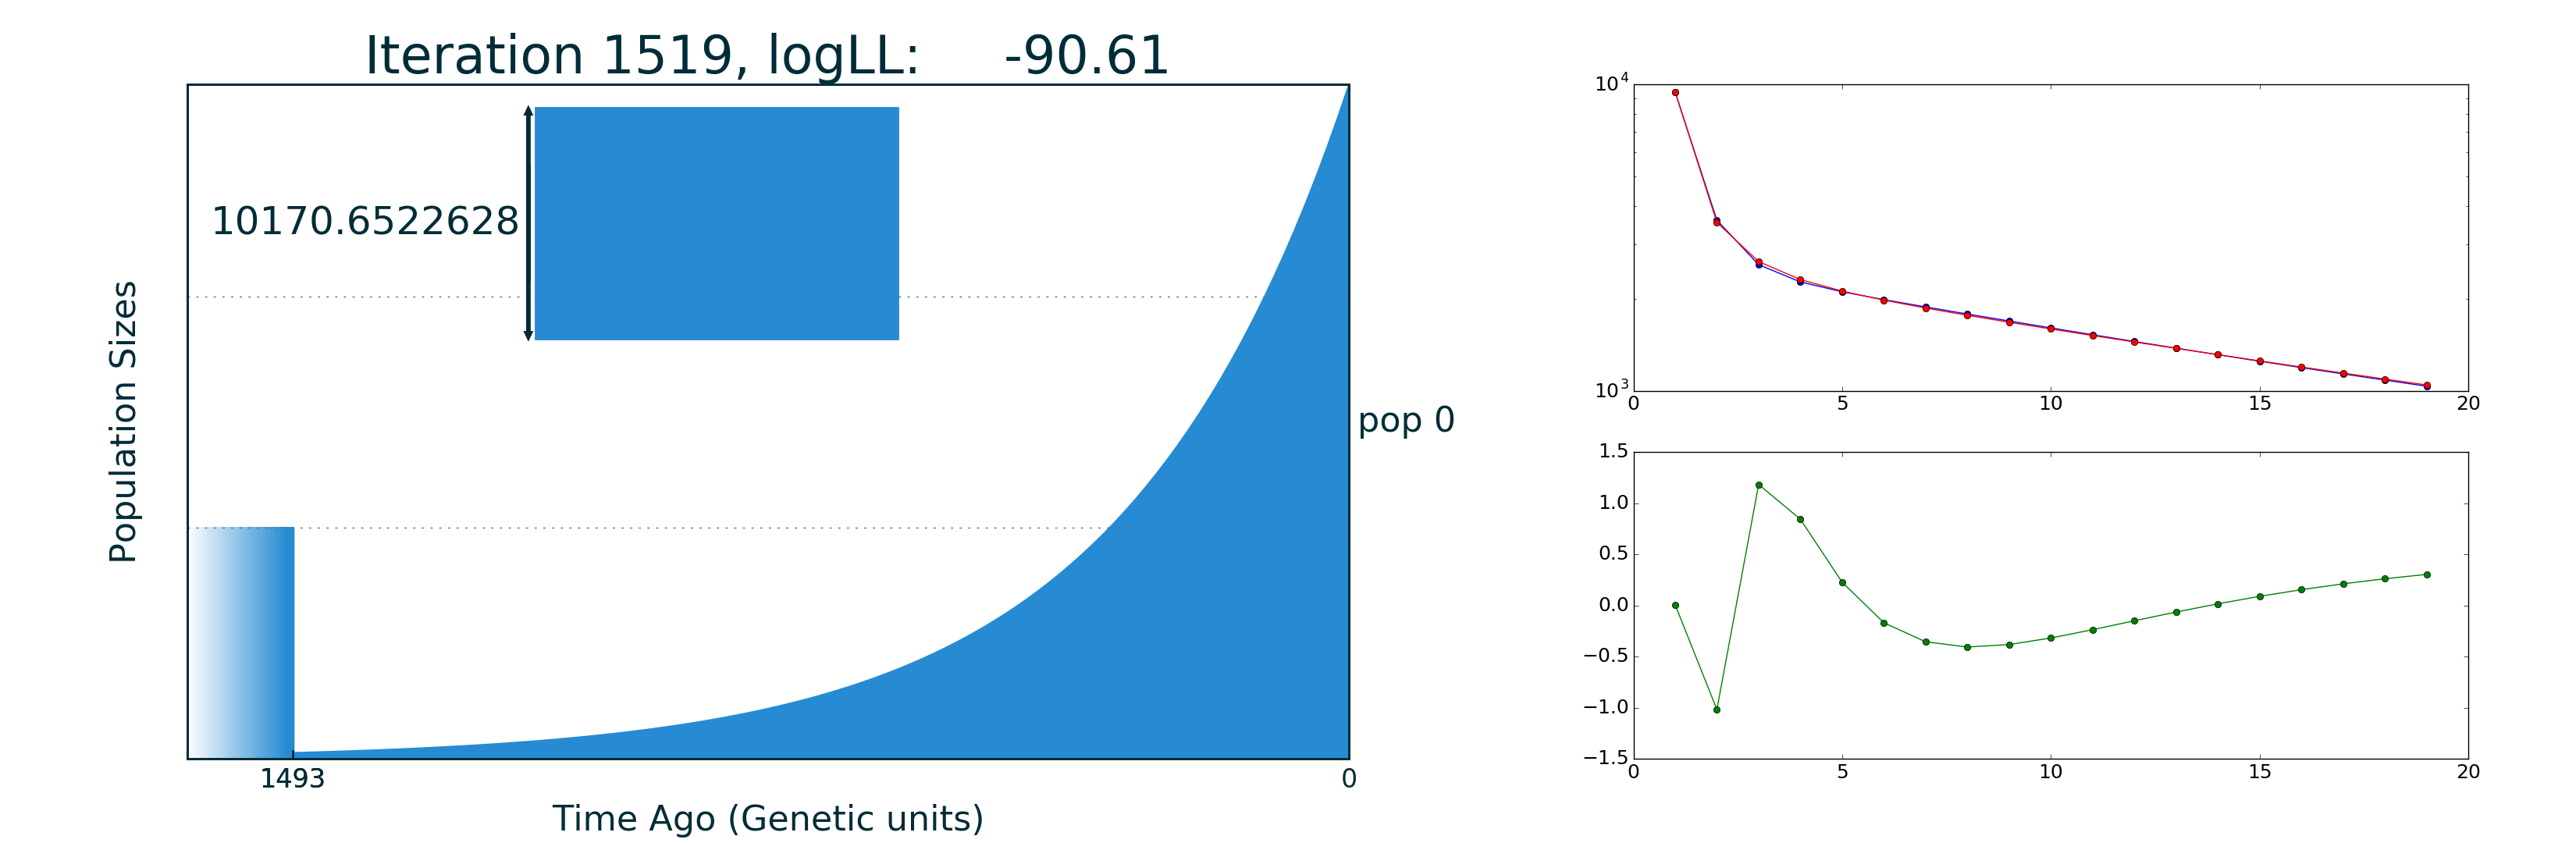 Iteration 1519, logLL: -90.61
10170.6522628
Population Sizes
pop 0
1493 0
Time Ago (Genetic units)
10^4
10^3
0 5 10 15 20
1.5
1.0
0.5
0.0
−0.5
−1.0
−1.5
0 5 10 15 20